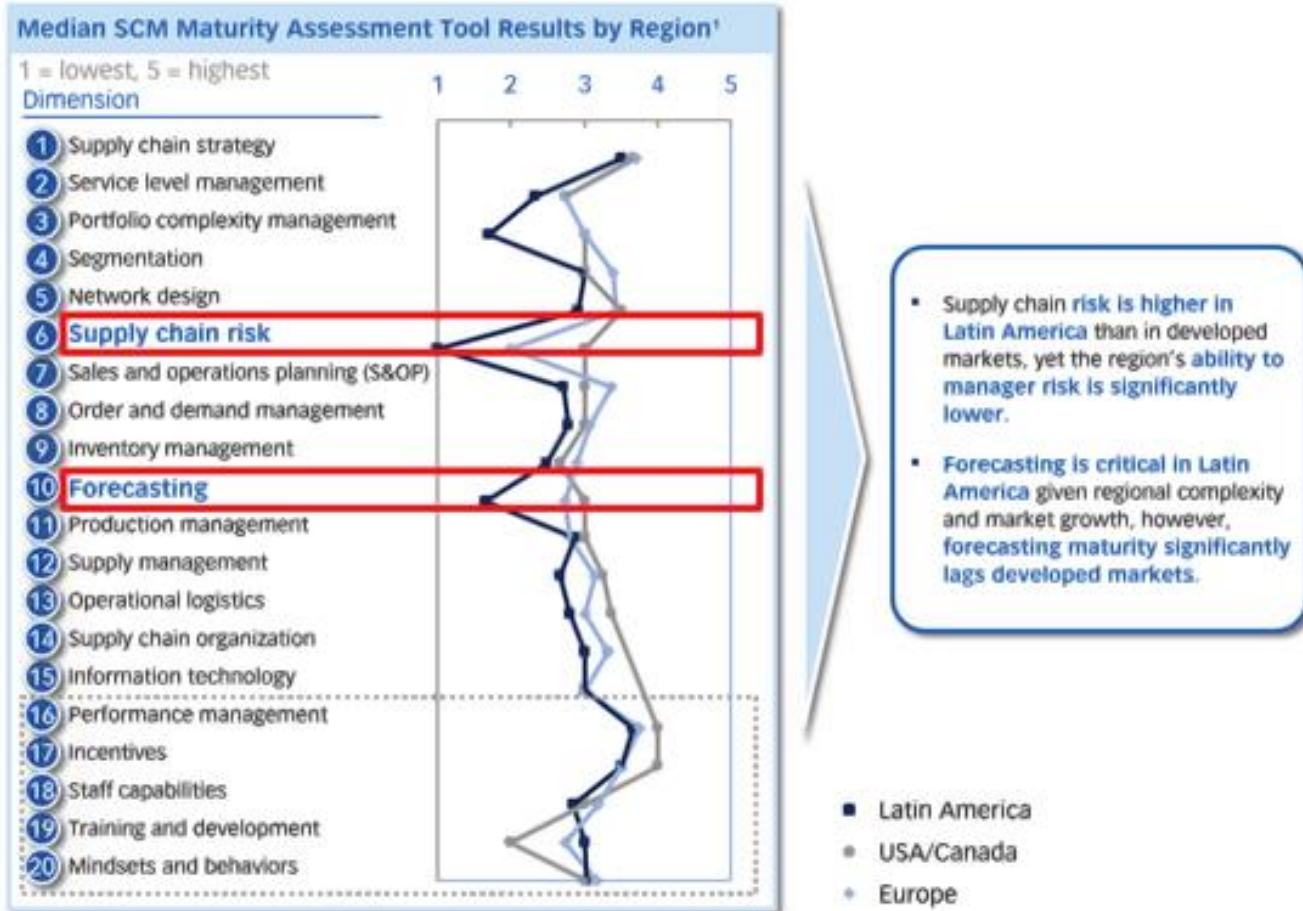 Median SCM Maturity Assessment Tool Results by Region¹
1 = lowest, 5 = highest
Dimension
1 2 3 4 5
1 Supply chain strategy
2 Service level management
3 Portfolio complexity management
4 Segmentation
5 Network design
6 Supply chain risk
7 Sales and operations planning (S&OP)
8 Order and demand management
9 Inventory management
10 Forecasting
11 Production management
12 Supply management
13 Operational logistics
14 Supply chain organization
15 Information technology
16 Performance management
17 Incentives
18 Staff capabilities
19 Training and development
20 Mindsets and behaviors
▪ Supply chain risk is higher in
Latin America than in developed
markets, yet the region's ability to
manager risk is significantly
lower.
▪ Forecasting is critical in Latin
America given regional complexity
and market growth, however,
forecasting maturity significantly
lags developed markets.
Latin America
USA/Canada
Europe